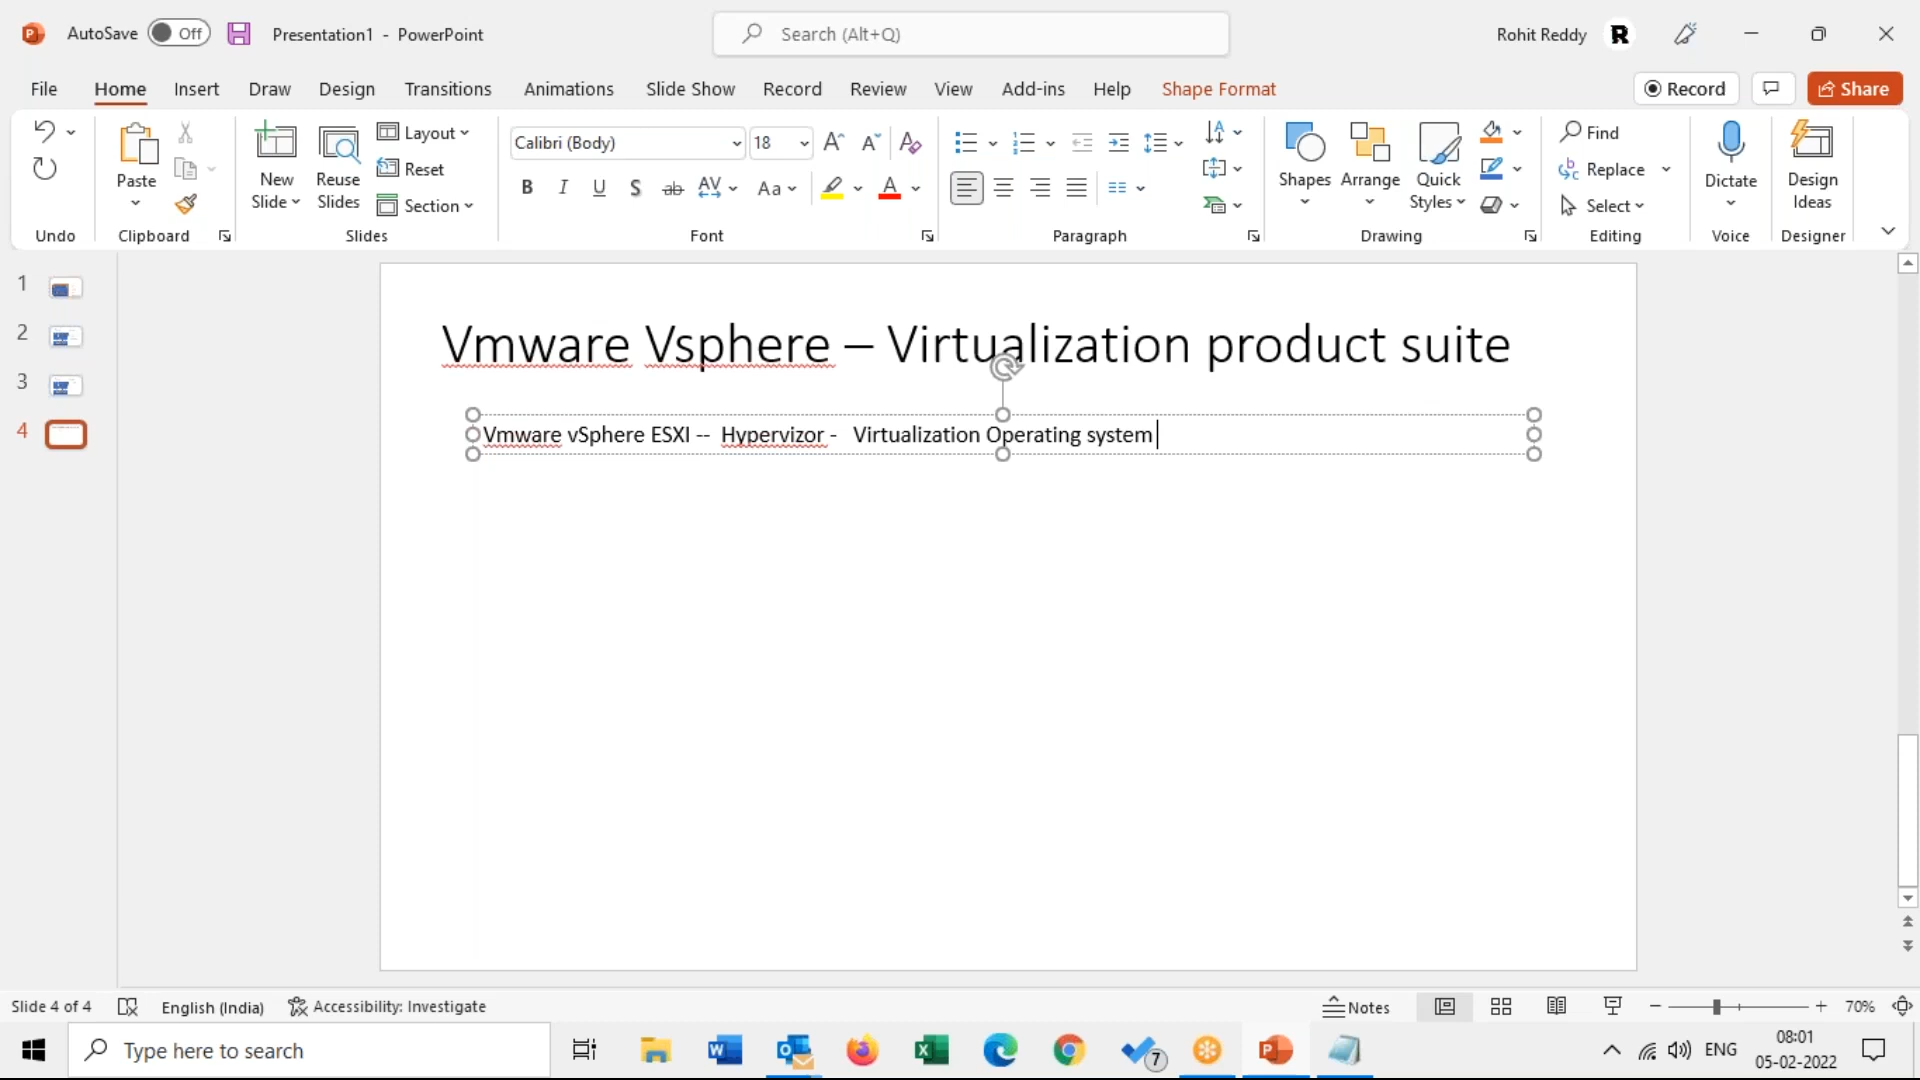 AutoSave Off Presentation1 - PowerPoint Search (Alt+Q) Rohit Reddy
File Home Insert Draw Design Transitions Animations Slide Show Record Review View Add-ins Help Shape Format Record Share
Paste
New Slide
Reuse Slides
Layout
Reset
Section
Calibri (Body) 18
B I U S ab AV Aa A
Shapes Arrange Quick Styles
Find
Replace
Select
Dictate
Design Ideas
Undo Clipboard Slides Font Paragraph Drawing Editing Voice Designer
1
2
3
4
Vmware Vsphere – Virtualization product suite
Vmware vSphere ESXI -- Hypervizor - Virtualization Operating system
Slide 4 of 4 English (India) Accessibility: Investigate Notes 70%
Type here to search 7 ENG 08:01
05-02-2022